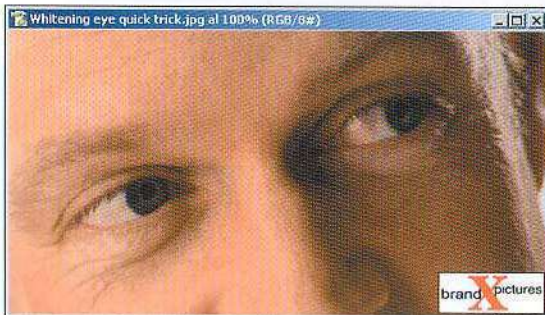 Whitening eye quick trick.jpg al 100% (RGB/8#)
brand X pictures